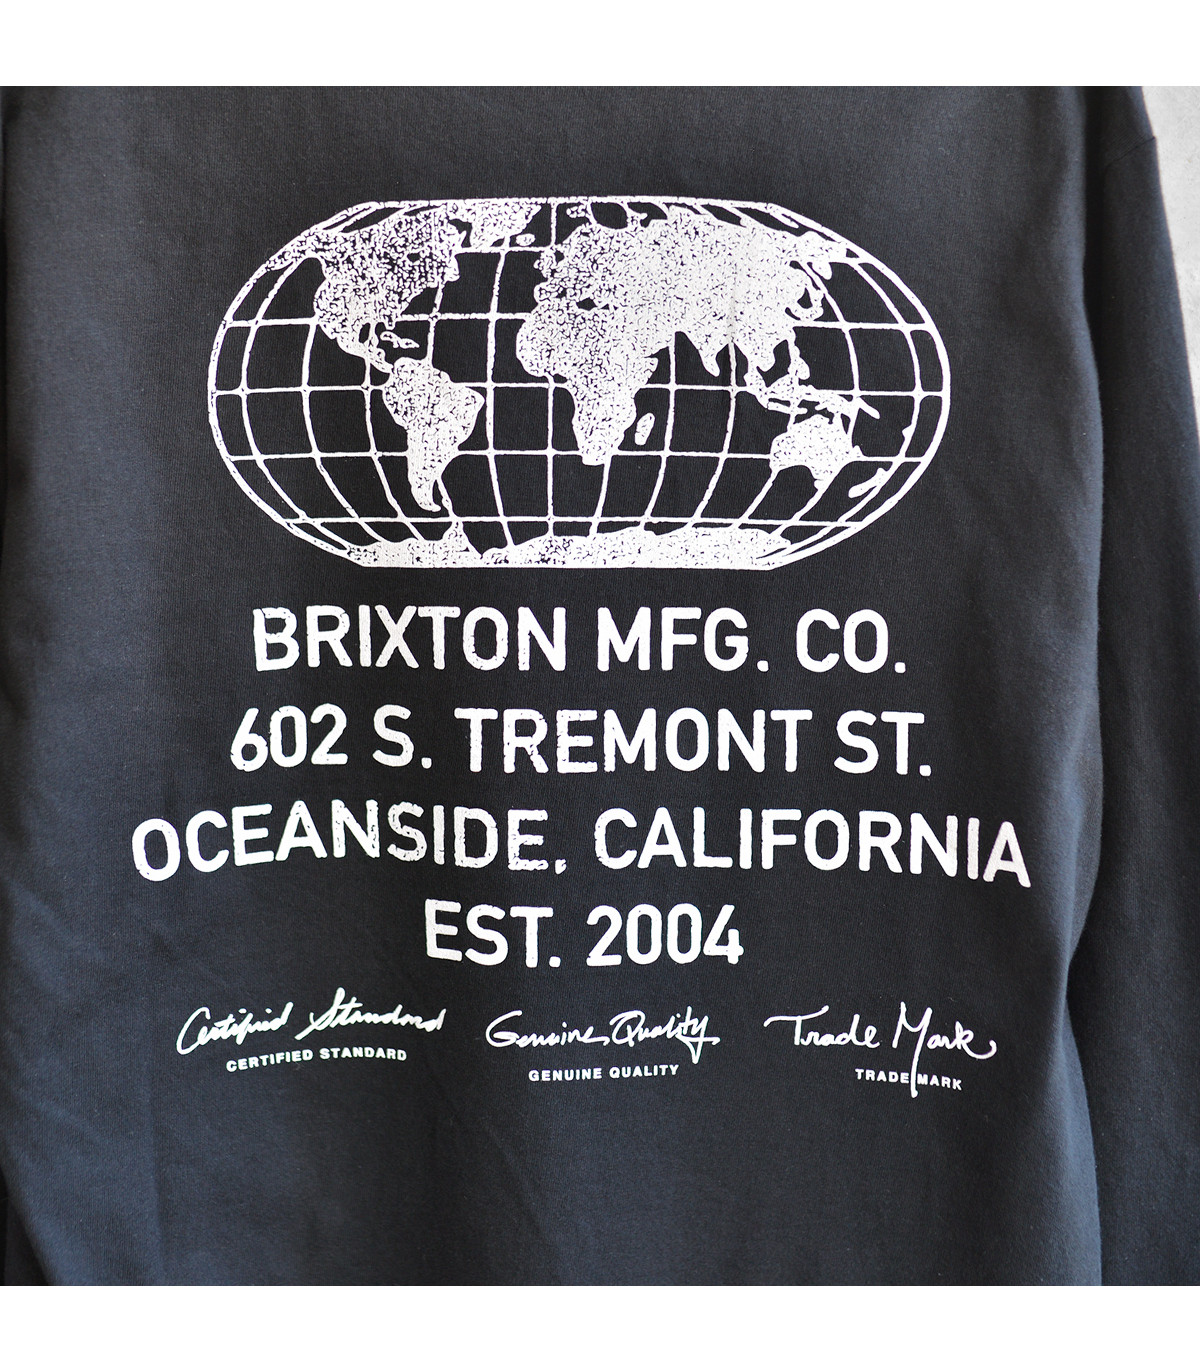 BRIXTON MFG. CO.
602 S. TREMONT ST.
OCEANSIDE, CALIFORNIA
EST. 2004
Certified Standard Genuine Quality Trade Mark
CERTIFIED STANDARD GENUINE QUALITY TRADE MARK